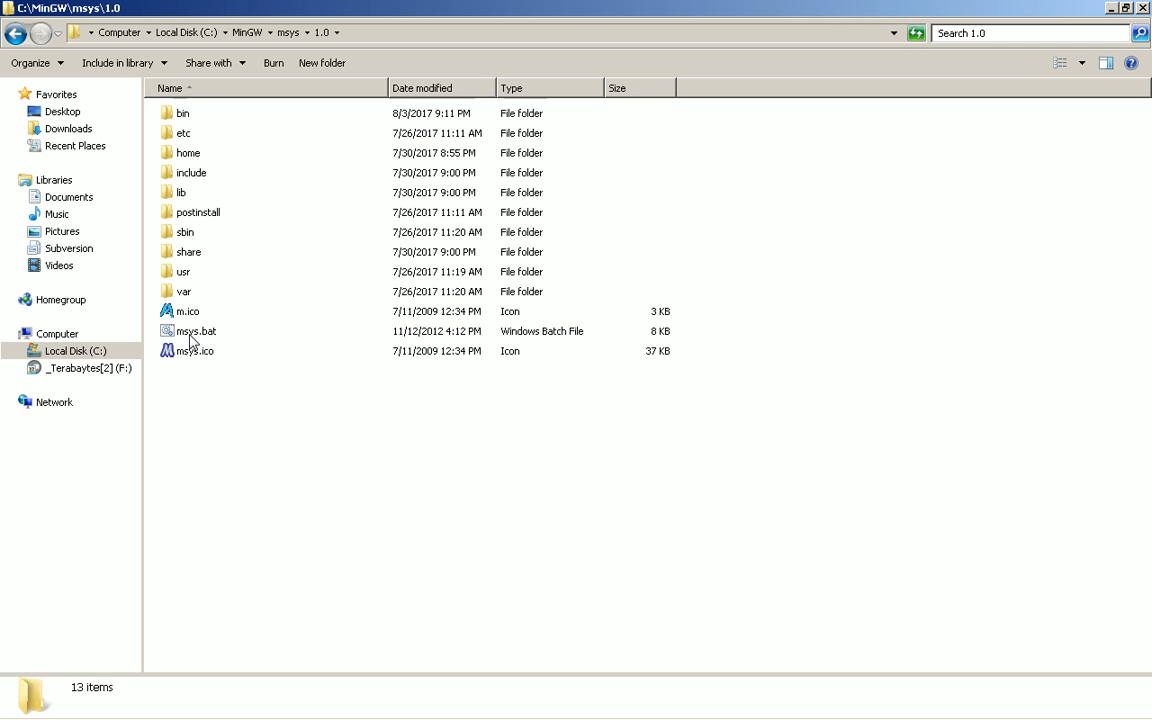 C:\MinGW\msys\1.0
Computer Local Disk (C:) MinGW msys 1.0
Search 1.0
Organize Include in library Share with Burn New folder
Name Date modified Type Size
Favorites
Desktop
Downloads
Recent Places
Libraries
Documents
Music
Pictures
Subversion
Videos
Homegroup
Computer
Local Disk (C:)
_Terabaytes[2] (F:)
Network
bin 8/3/2017 9:11 PM File folder
etc 7/26/2017 11:11 AM File folder
home 7/30/2017 8:55 PM File folder
include 7/30/2017 9:00 PM File folder
lib 7/30/2017 9:00 PM File folder
postinstall 7/26/2017 11:11 AM File folder
sbin 7/26/2017 11:20 AM File folder
share 7/30/2017 9:00 PM File folder
usr 7/26/2017 11:19 AM File folder
var 7/26/2017 11:20 AM File folder
m.ico 7/11/2009 12:34 PM Icon 3 KB
msys.bat 11/12/2012 4:12 PM Windows Batch File 8 KB
msys.ico 7/11/2009 12:34 PM Icon 37 KB
13 items